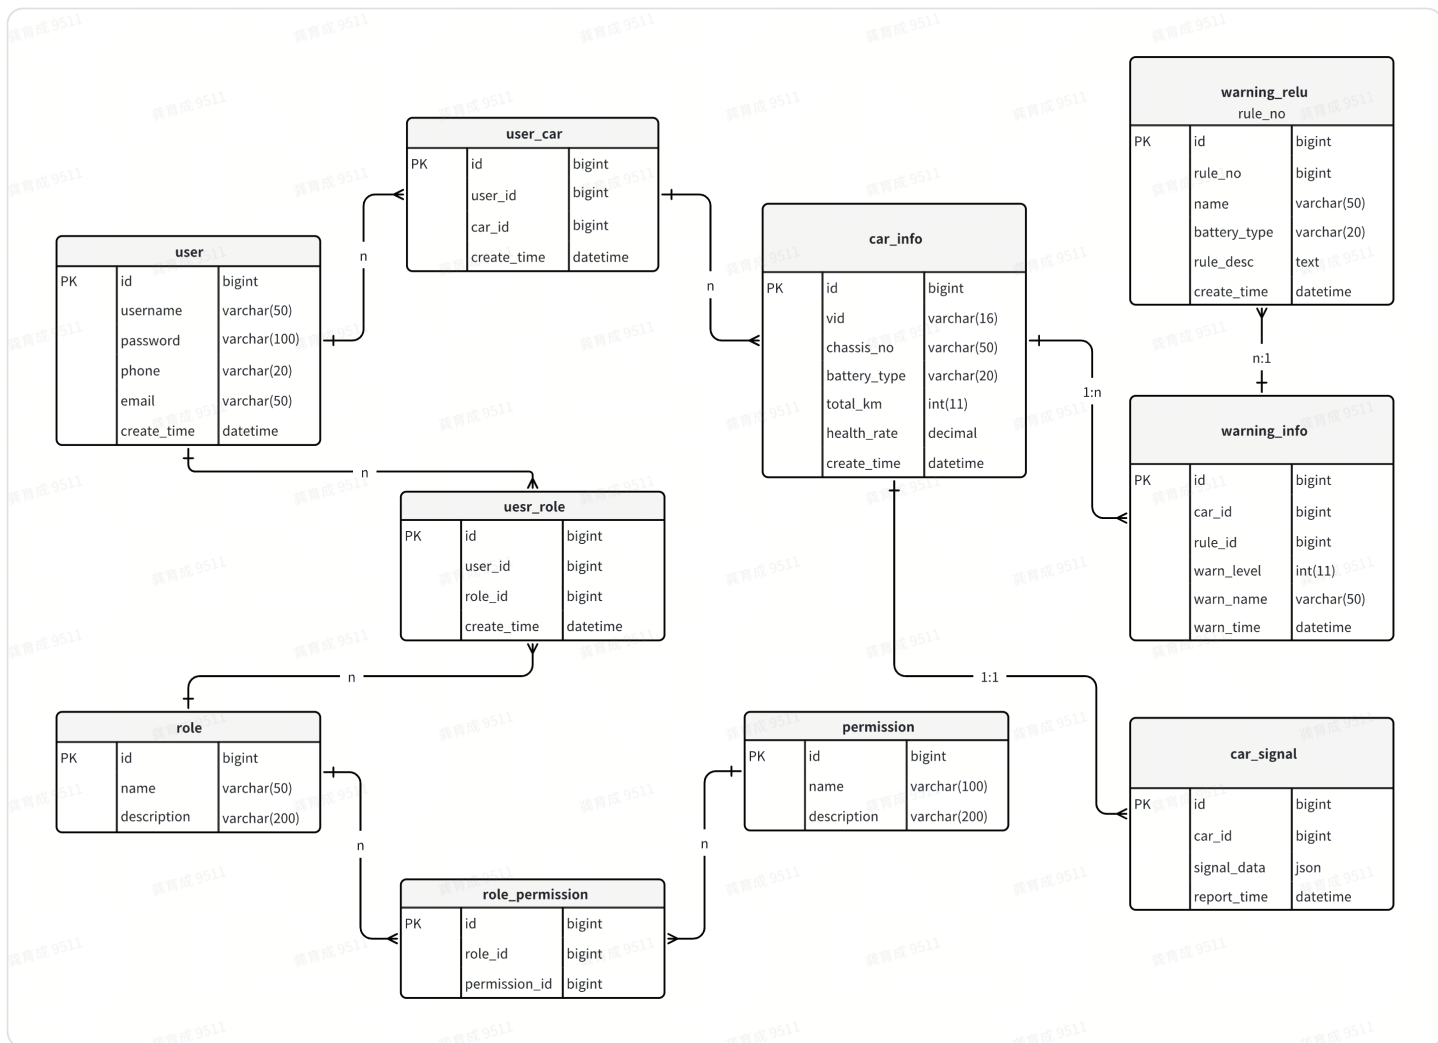 user_car
PK id bigint
user_id bigint
car_id bigint
create_time datetime
user
PK id bigint
username varchar(50)
password varchar(100)
phone varchar(20)
email varchar(50)
create_time datetime
n
n
n
car_info
PK id bigint
vid varchar(16)
chassis_no varchar(50)
battery_type varchar(20)
total_km int(11)
health_rate decimal
create_time datetime
warning_relu
rule_no
PK id bigint
rule_no bigint
name varchar(50)
battery_type varchar(20)
rule_desc text
create_time datetime
n:1
1:n
warning_info
PK id bigint
car_id bigint
rule_id bigint
warn_level int(11)
warn_name varchar(50)
warn_time datetime
uesr_role
PK id bigint
user_id bigint
role_id bigint
create_time datetime
n
1:1
role
PK id bigint
name varchar(50)
description varchar(200)
n
permission
PK id bigint
name varchar(100)
description varchar(200)
n
role_permission
PK id bigint
role_id bigint
permission_id bigint
car_signal
PK id bigint
car_id bigint
signal_data json
report_time datetime
龚育成 9511